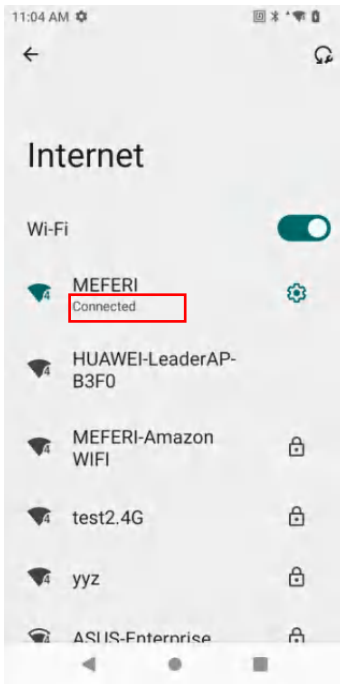 11:04 AM
Internet
Wi-Fi
MEFERI
Connected
HUAWEI-LeaderAP-
B3F0
MEFERI-Amazon
WIFI
test2.4G
yyz
ASUS-Enterprise